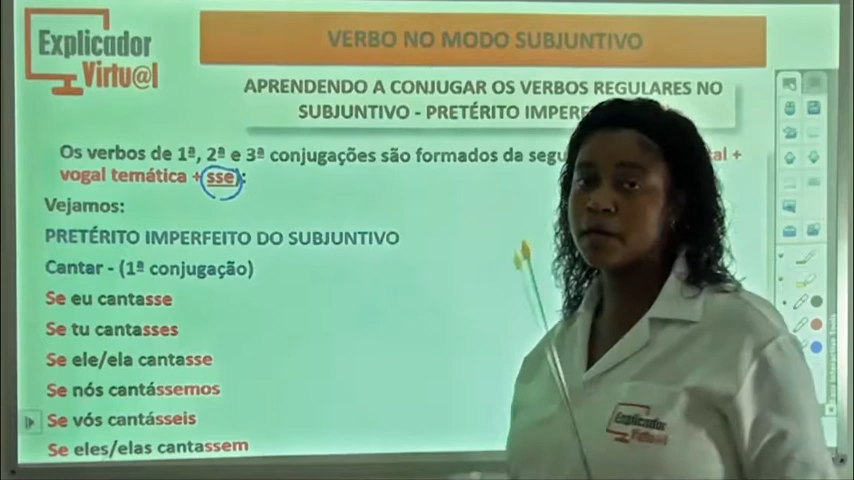 Explicador
Virtu@l
VERBO NO MODO SUBJUNTIVO
APRENDENDO A CONJUGAR OS VERBOS REGULARES NO
SUBJUNTIVO - PRETÉRITO IMPERFE
Os verbos de 1ª, 2ª e 3ª conjugações são formados da segu
vogal temática + sse):
Vejamos:
PRETÉRITO IMPERFEITO DO SUBJUNTIVO
Cantar - (1ª conjugação)
Se eu cantasse
Se tu cantasses
Se ele/ela cantasse
Se nós cantássemos
Se vós cantásseis
Se eles/elas cantassem
Explicador
Virtu@l